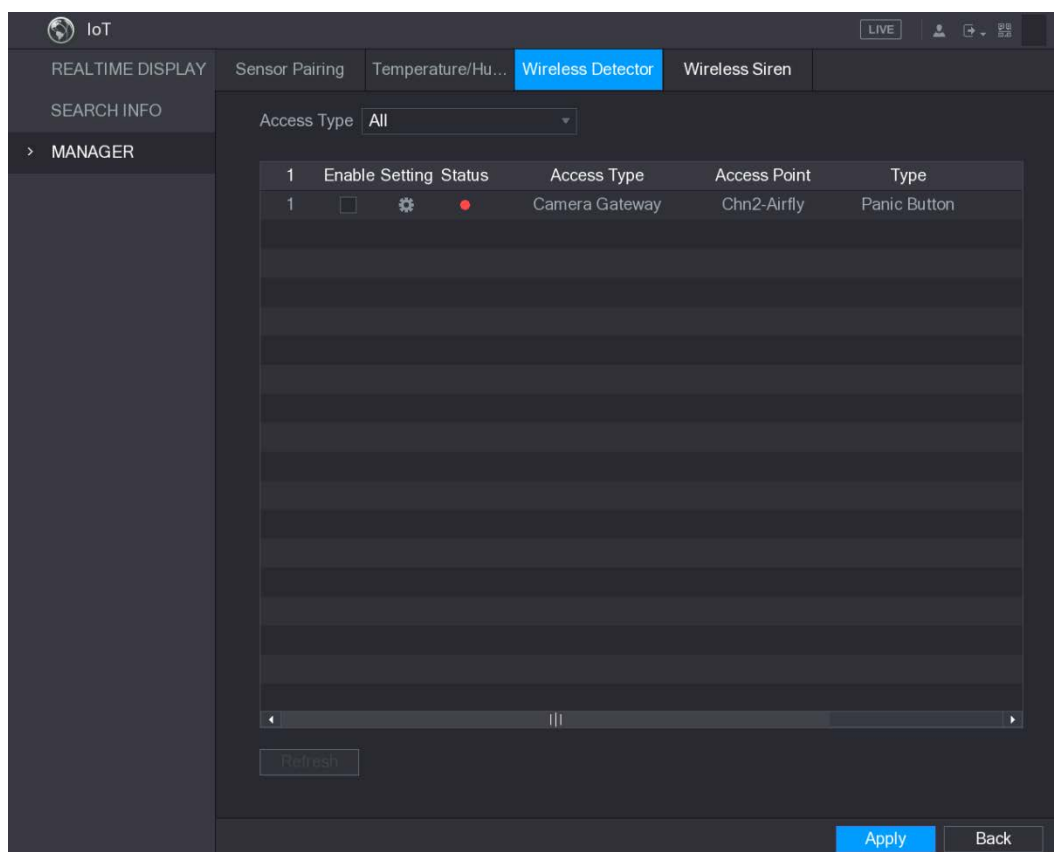 IoT LIVE
REALTIME DISPLAY
SEARCH INFO
> MANAGER
Sensor Pairing Temperature/Hu... Wireless Detector Wireless Siren
Access Type All
1 Enable Setting Status Access Type Access Point Type
1 Camera Gateway Chn2-Airfly Panic Button
Refresh
Apply Back